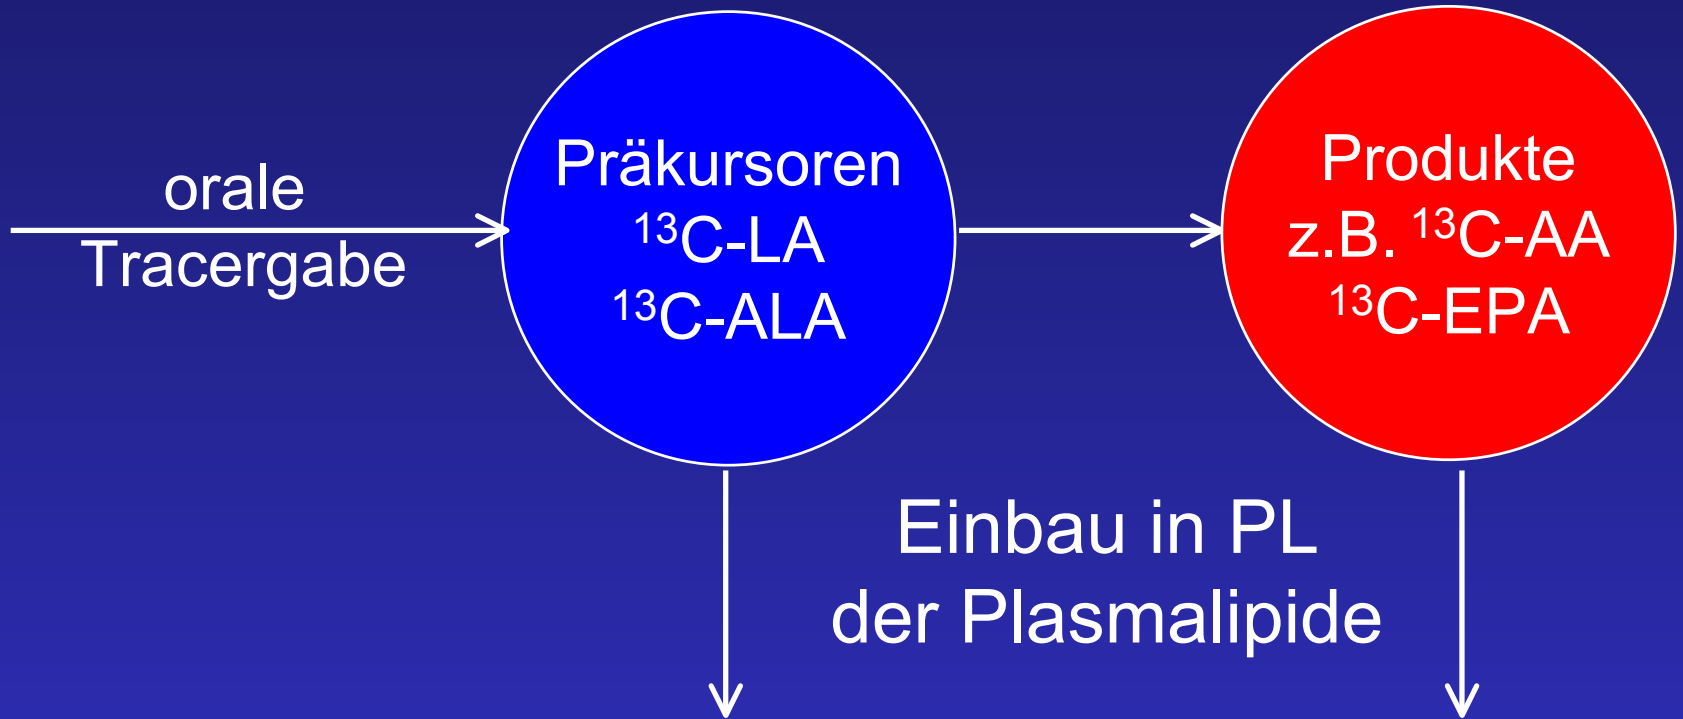 orale
Tracergabe
Präkursoren
¹³C-LA
¹³C-ALA
Produkte
z.B. ¹³C-AA
¹³C-EPA
Einbau in PL
der Plasmalipide